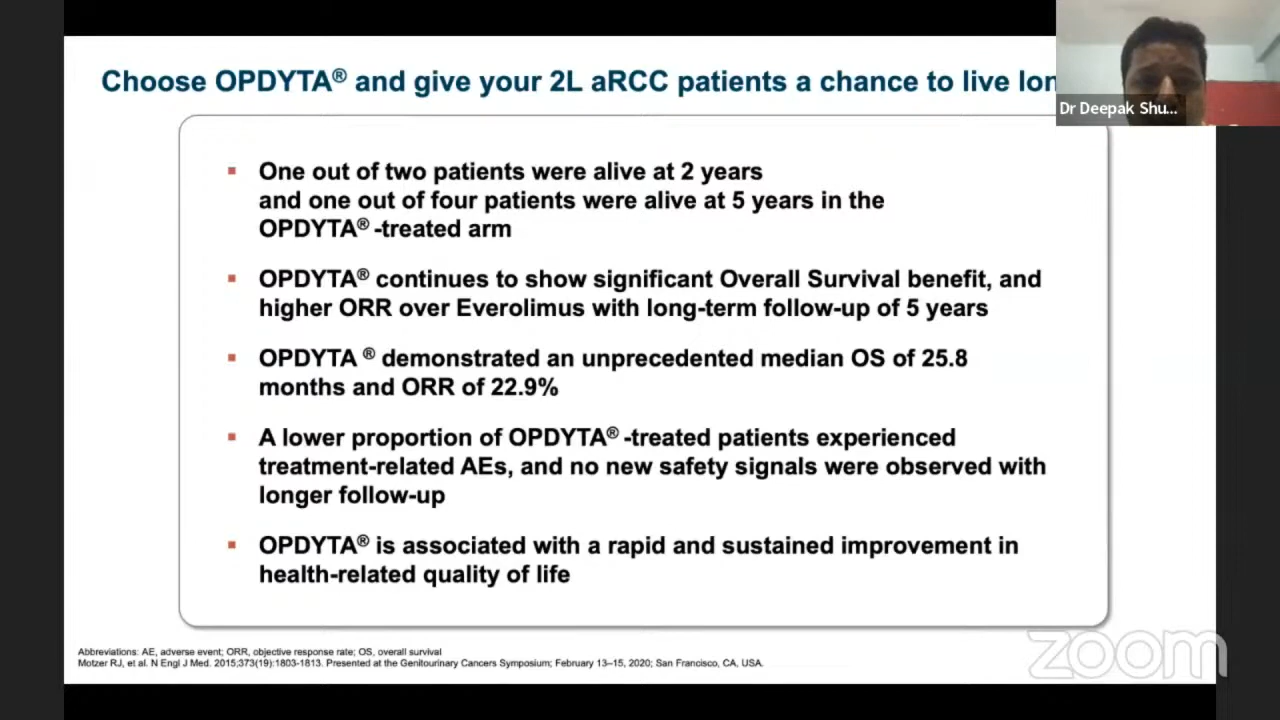 Choose OPDYTA® and give your 2L aRCC patients a chance to live lon
Dr Deepak Shu...
▪ One out of two patients were alive at 2 years
and one out of four patients were alive at 5 years in the
OPDYTA® -treated arm
▪ OPDYTA® continues to show significant Overall Survival benefit, and
higher ORR over Everolimus with long-term follow-up of 5 years
▪ OPDYTA ® demonstrated an unprecedented median OS of 25.8
months and ORR of 22.9%
▪ A lower proportion of OPDYTA® -treated patients experienced
treatment-related AEs, and no new safety signals were observed with
longer follow-up
▪ OPDYTA® is associated with a rapid and sustained improvement in
health-related quality of life
Abbreviations: AE, adverse event; ORR, objective response rate; OS, overall survival
Motzer RJ, et al. N Engl J Med. 2015;373(19):1803-1813. Presented at the Genitourinary Cancers Symposium; February 13–15, 2020; San Francisco, CA, USA.
zoom